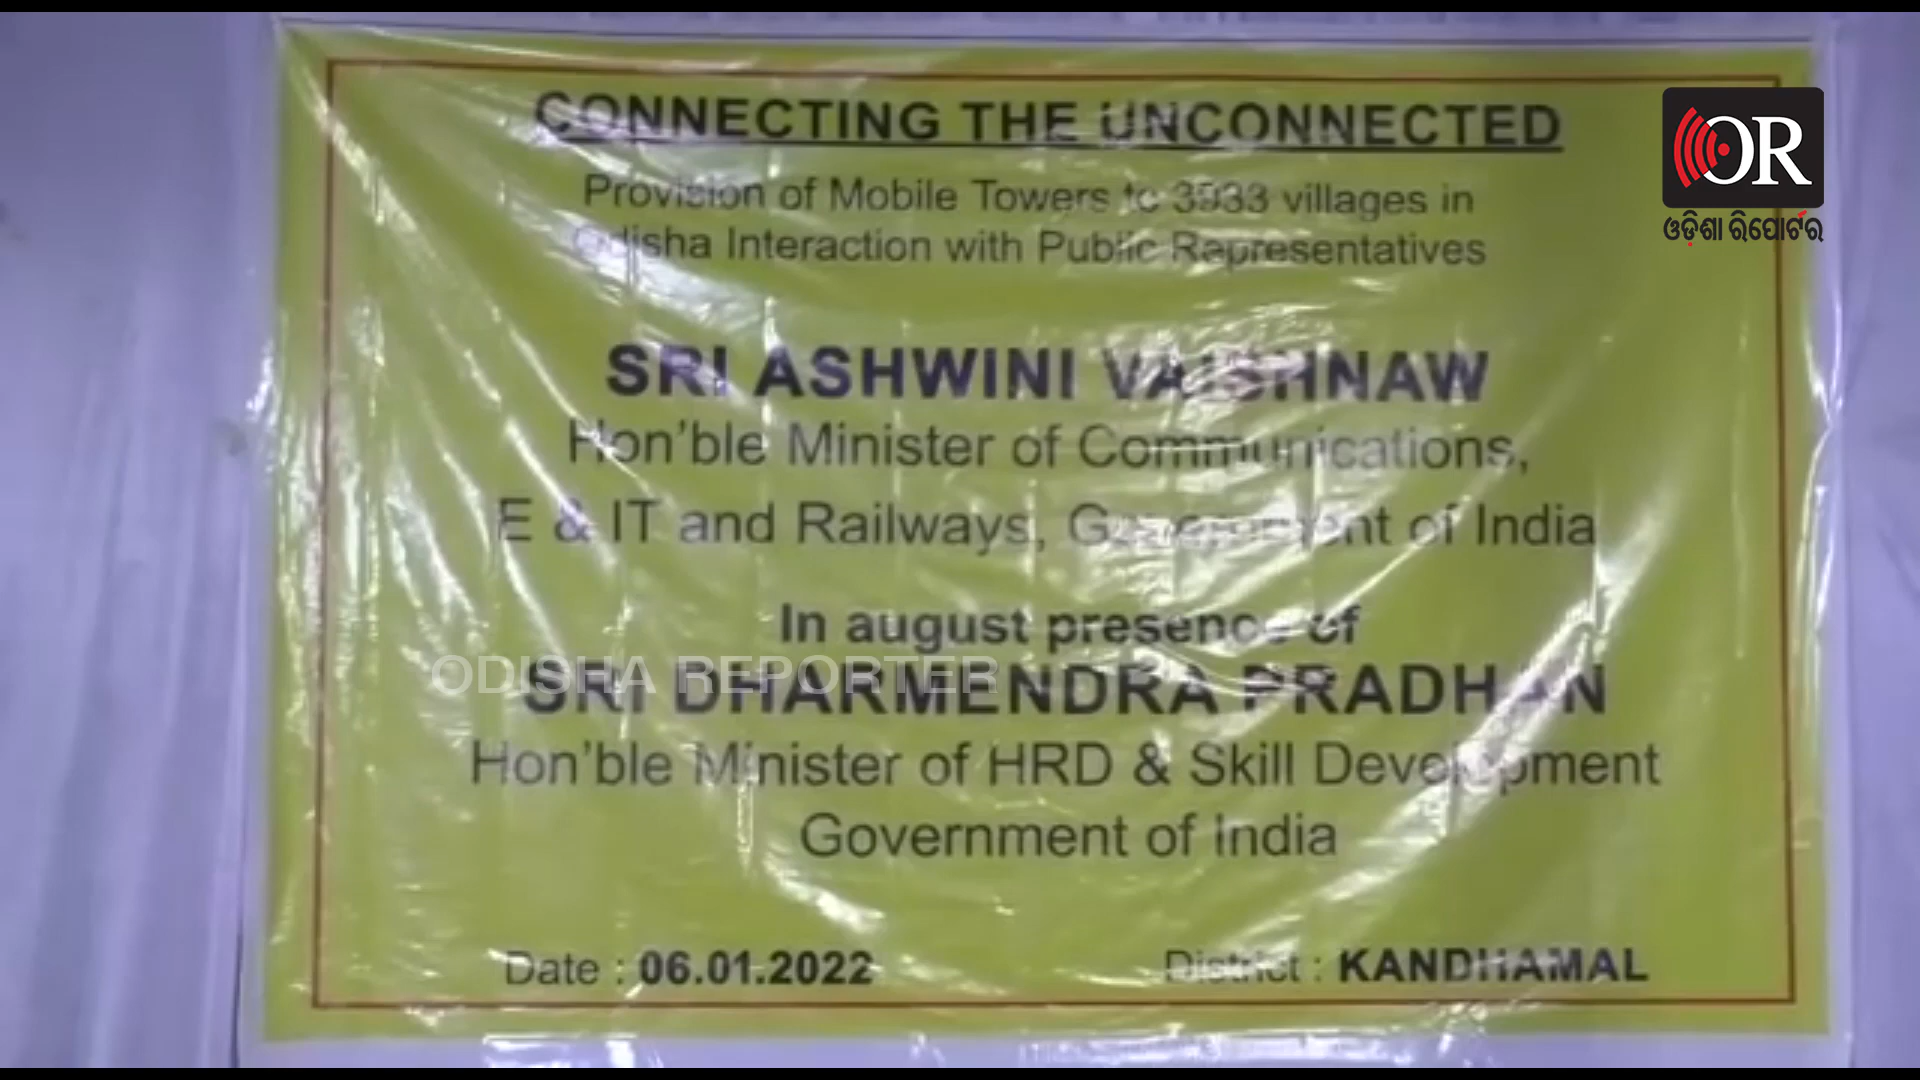 CONNECTING THE UNCONNECTED
Provision of Mobile Towers to 3933 villages in
Odisha Interaction with Public Representatives
SRI ASHWINI VAISHNAW
Hon'ble Minister of Communications,
E & IT and Railways, Government of India
In august presence of
SRI DHARMENDRA PRADHAN
Hon'ble Minister of HRD & Skill Development
Government of India
Date : 06.01.2022 District : KANDHAMAL
OR
ଓଡ଼ିଶା ରିପୋର୍ଟର
ODISHA REPORTER